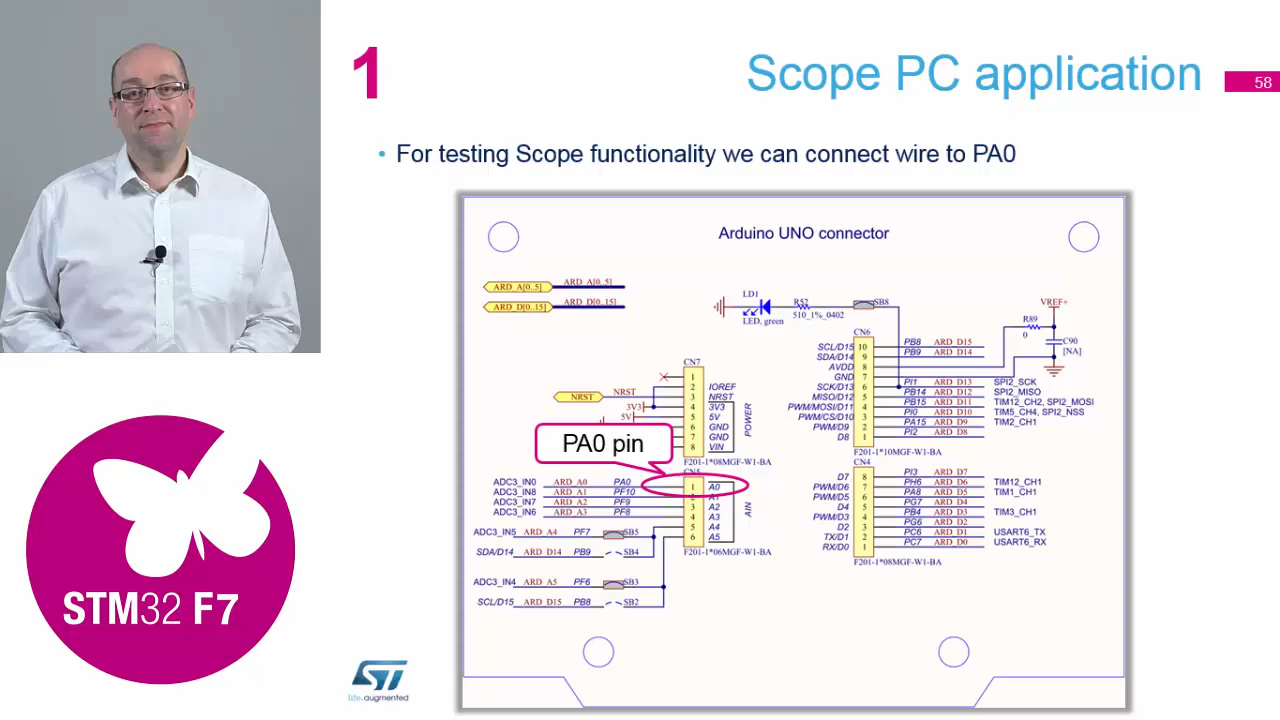 1
Scope PC application
58
• For testing Scope functionality we can connect wire to PA0
Arduino UNO connector
ARD_A[0..5] ARD_A[0..5]
ARD_D[0..15] ARD_D[0..15]
LD1
LED, green
R52
510_1%_0402
SB8
VREF+
R89
0
C90
[NA]
CN6
SCL/D15 10 PB8 ARD_D15
SDA/D14 9 PB9 ARD_D14
AVDD 8
GND 7
SCK/D13 6 PI1 ARD_D13 SPI2_SCK
MISO/D12 5 PB14 ARD_D12 SPI2_MISO
PWM/MOSI/D11 4 PB15 ARD_D11 TIM12_CH2, SPI2_MOSI
PWM/CS/D10 3 PI0 ARD_D10 TIM5_CH4, SPI2_NSS
PWM/D9 2 PA15 ARD_D9 TIM2_CH1
D8 1 PI2 ARD_D8
F201-1*10MGF-W1-BA
CN7
1
2 IOREF
NRST NRST 3 NRST
3V3 4 3V3
5V 5 5V
6 GND
7 GND
8 VIN
POWER
F201-1*08MGF-W1-BA
PA0 pin
CN5
ADC3_IN0 ARD_A0 PA0 1 A0
ADC3_IN8 ARD_A1 PF10 2 A1
ADC3_IN7 ARD_A2 PF9 3 A2
ADC3_IN6 ARD_A3 PF8 4 A3
5 A4
6 A5
AIN
ADC3_IN5 ARD_A4 PF7 SB5
SDA/D14 ARD_D14 PB9 SB4
F201-1*06MGF-W1-BA
ADC3_IN4 ARD_A5 PF6 SB3
SCL/D15 ARD_D15 PB8 SB2
CN4
D7 8 PI3 ARD_D7
PWM/D6 7 PH6 ARD_D6 TIM12_CH1
PWM/D5 6 PA8 ARD_D5 TIM1_CH1
D4 5 PG7 ARD_D4
PWM/D3 4 PB4 ARD_D3 TIM3_CH1
D2 3 PG6 ARD_D2
TX/D1 2 PC6 ARD_D1 USART6_TX
RX/D0 1 PC7 ARD_D0 USART6_RX
F201-1*08MGF-W1-BA
STM32 F7
ST
life.augmented